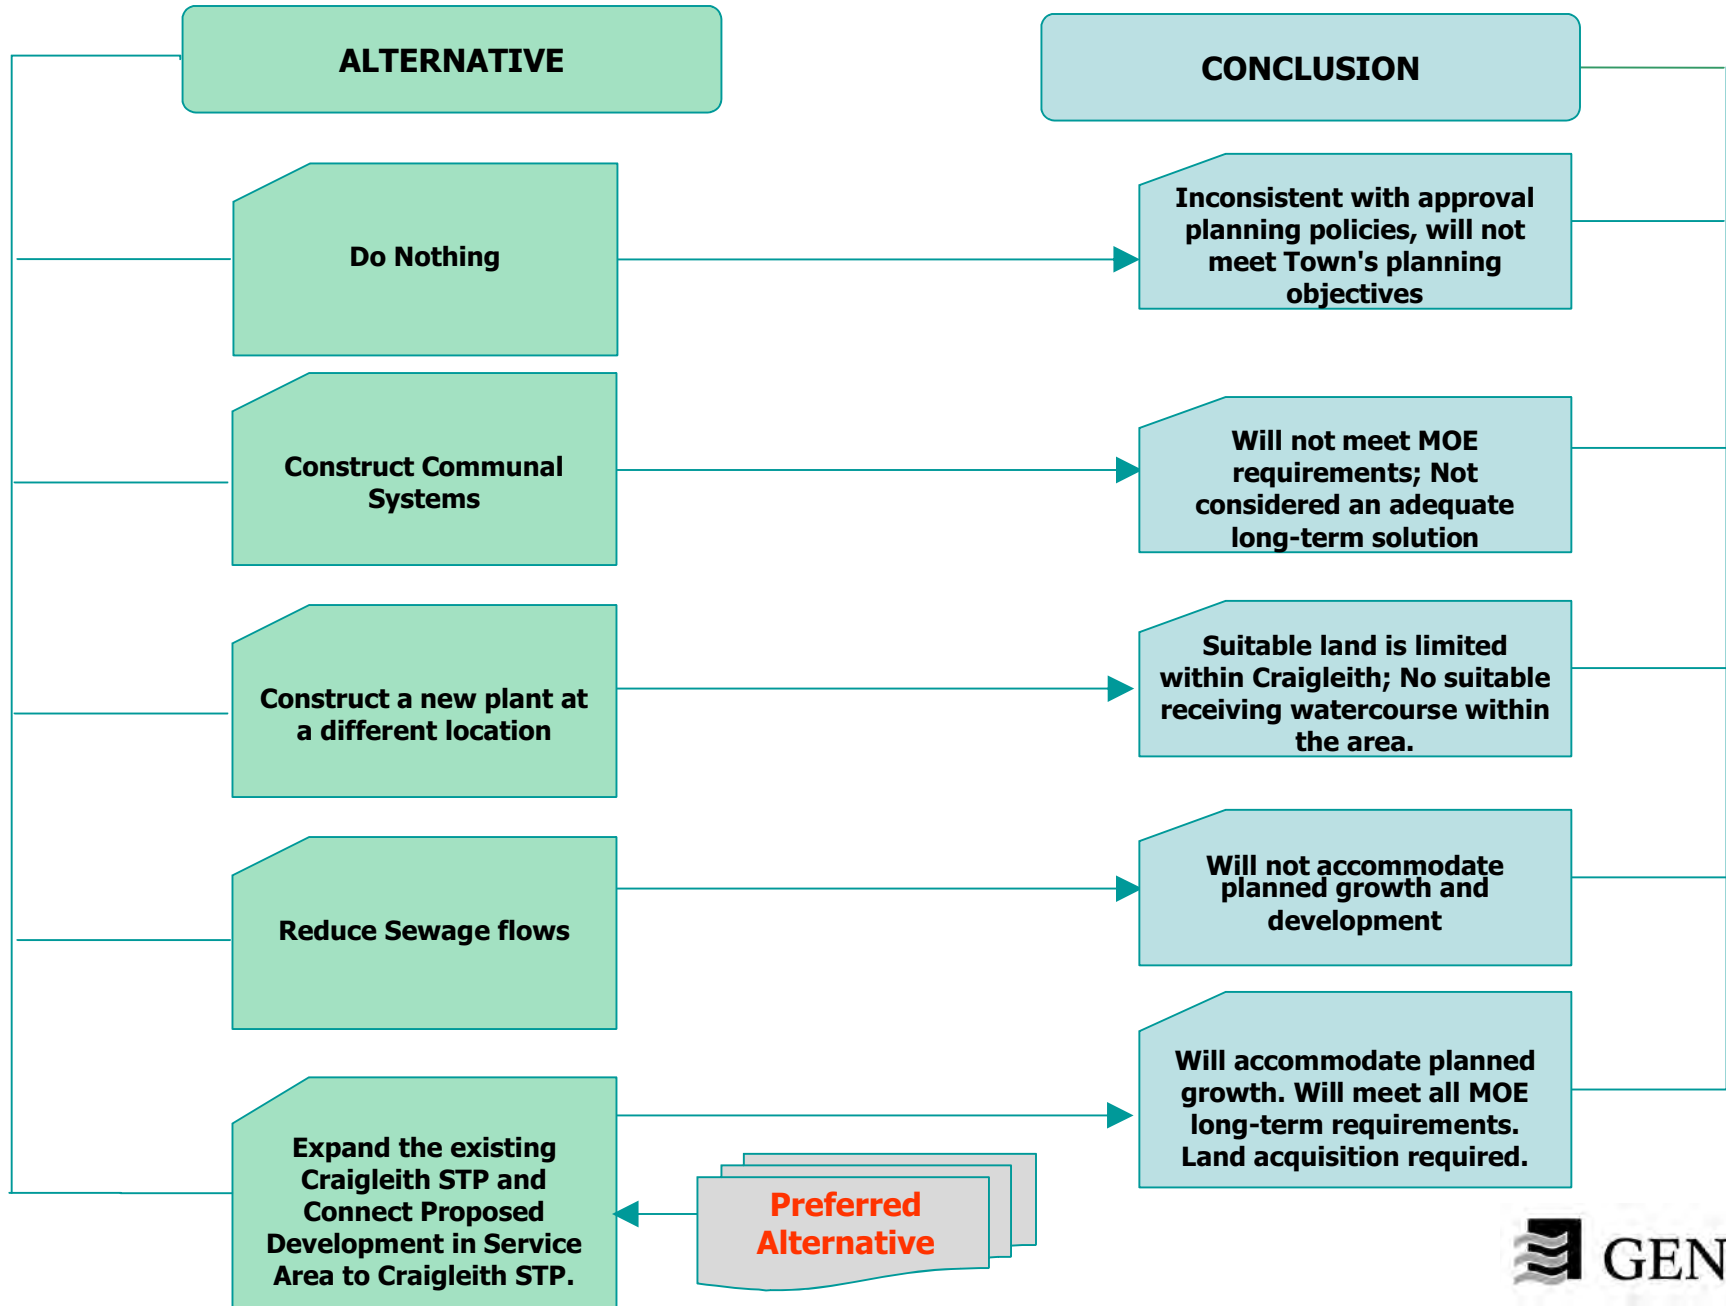 ALTERNATIVE
CONCLUSION
Do Nothing
Inconsistent with approval
planning policies, will not
meet Town's planning
objectives
Construct Communal
Systems
Will not meet MOE
requirements; Not
considered an adequate
long-term solution
Construct a new plant at
a different location
Suitable land is limited
within Craigleith; No suitable
receiving watercourse within
the area.
Reduce Sewage flows
Will not accommodate
planned growth and
development
Expand the existing
Craigleith STP and
Connect Proposed
Development in Service
Area to Craigleith STP.
Will accommodate planned
growth. Will meet all MOE
long-term requirements.
Land acquisition required.
Preferred
Alternative
GEN